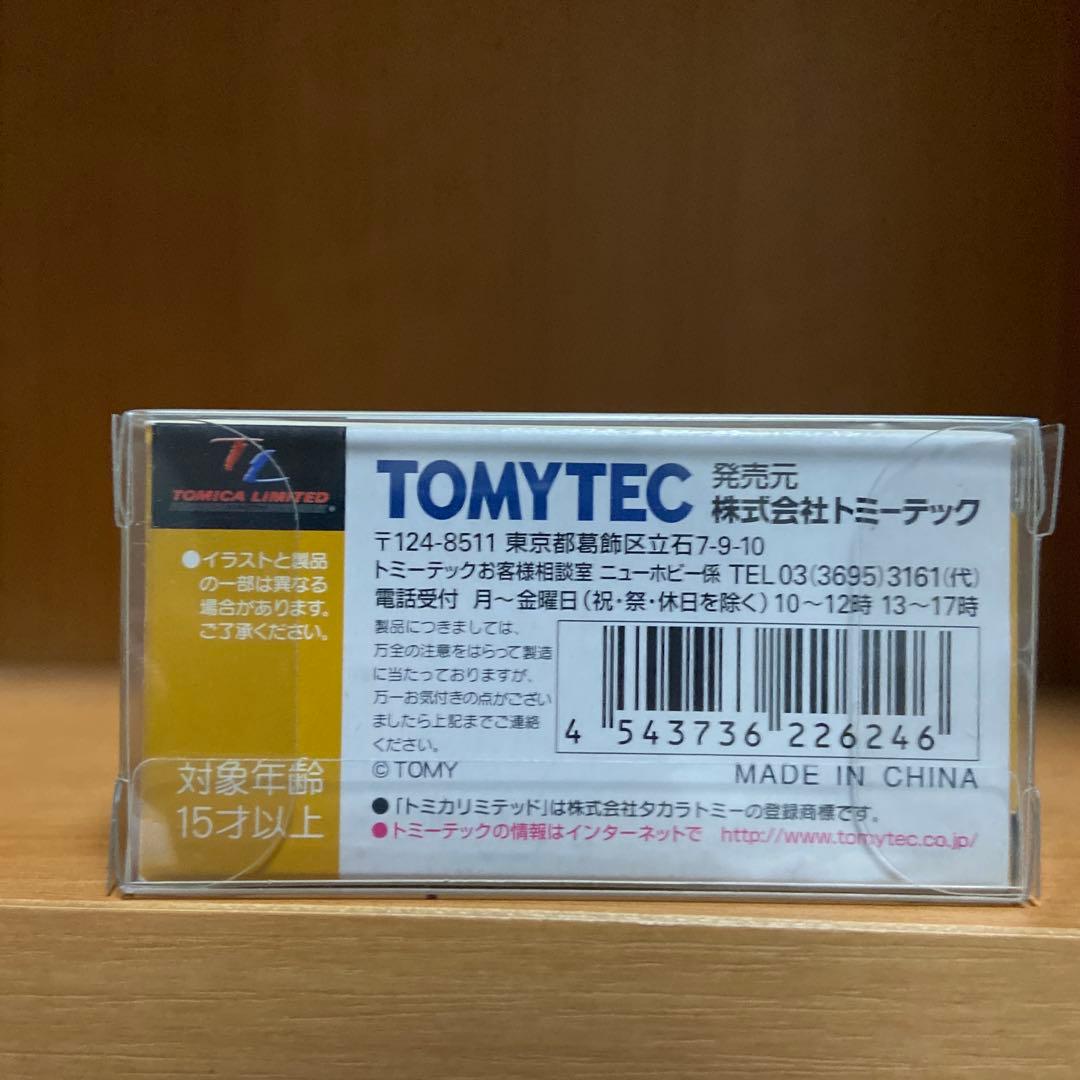 TL
TOMICA LIMITED
●イラストと製品
の一部は異なる
場合があります。
ご了承ください。
対象年齢
15才以上
TOMYTEC 発売元
株式会社トミーテック
〒124-8511 東京都葛飾区立石7-9-10
トミーテックお客様相談室 ニューホビー係 TEL 03(3695)3161(代)
電話受付 月～金曜日(祝・祭・休日を除く)10～12時 13～17時
製品につきましては、
万全の注意をはらって製造
に当たっておりますが、
万一お気付きの点がござい
ましたら上記までご連絡
ください。
© TOMY
4 543736 226246
MADE IN CHINA
●「トミカリミテッド」は株式会社タカラトミーの登録商標です。
●トミーテックの情報はインターネットで http://www.tomytec.co.jp/